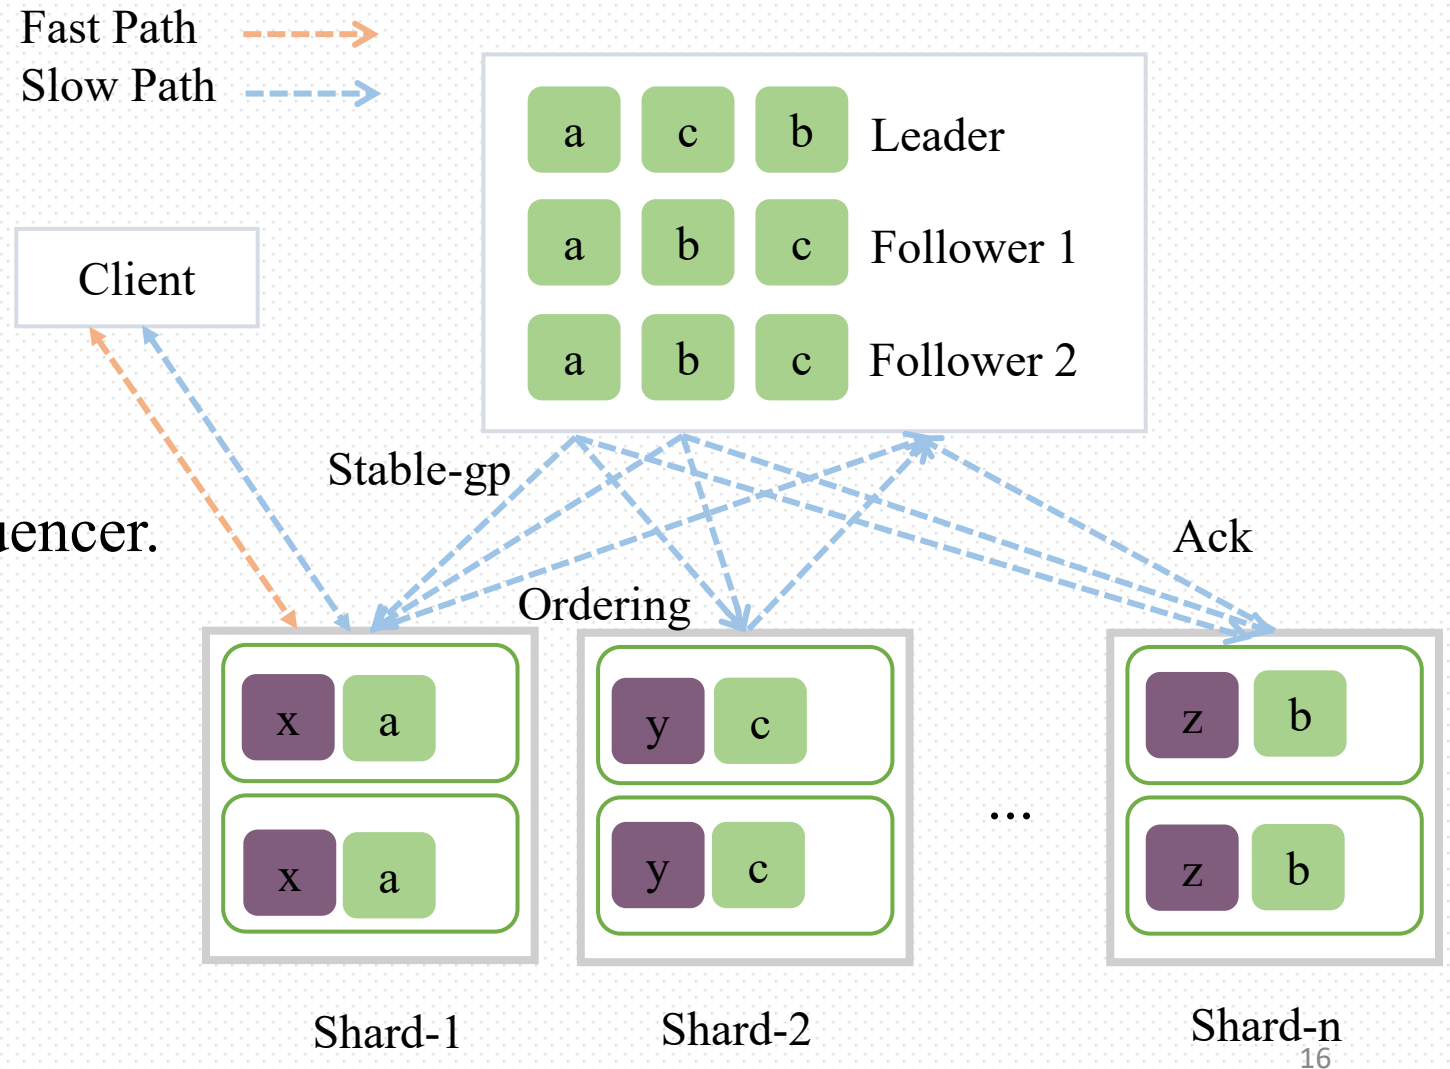 Fast Path
Slow Path
a c b Leader
a b c Follower 1
a b c Follower 2
Client
Stable-gp
uencer.
Ack
Ordering
x a
y c
z b
...
x a
y c
z b
Shard-1
Shard-2
Shard-n
16